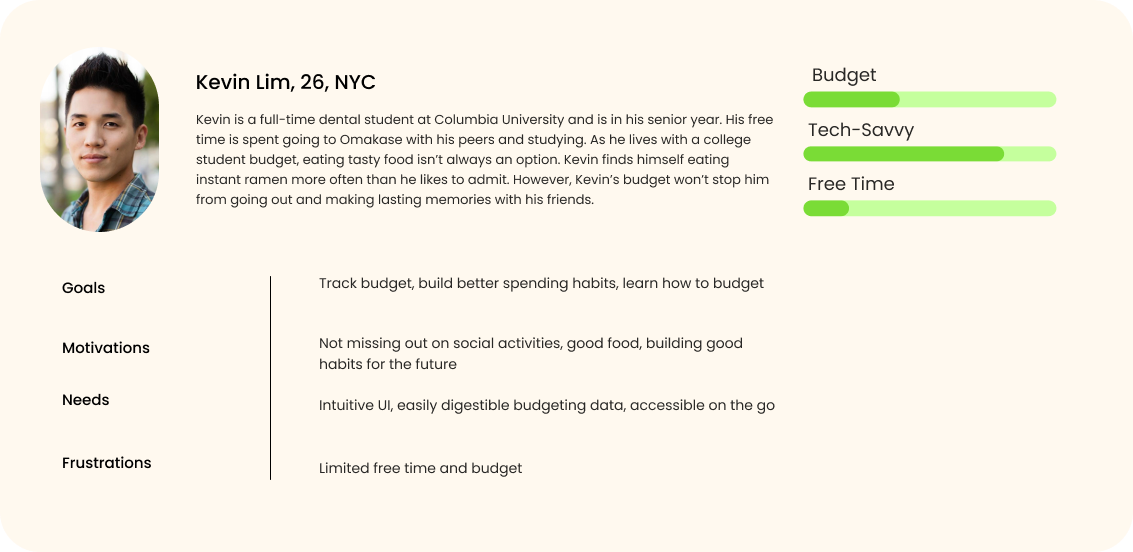 Kevin Lim, 26, NYC
Kevin is a full-time dental student at Columbia University and is in his senior year. His free
time is spent going to Omakase with his peers and studying. As he lives with a college
student budget, eating tasty food isn’t always an option. Kevin finds himself eating
instant ramen more often than he likes to admit. However, Kevin’s budget won’t stop him
from going out and making lasting memories with his friends.
Budget
Tech-Savvy
Free Time
Goals
Track budget, build better spending habits, learn how to budget
Motivations
Not missing out on social activities, good food, building good
habits for the future
Needs
Intuitive UI, easily digestible budgeting data, accessible on the go
Frustrations
Limited free time and budget